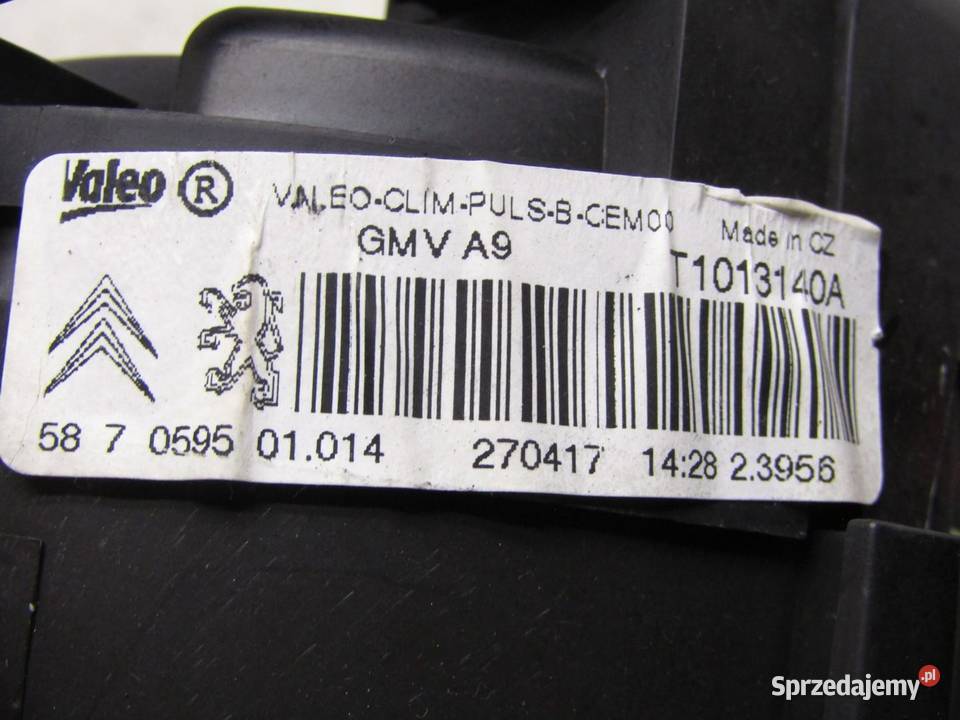 Valeo ® VALEO-CLIM-PULS-B-CEM00 Made in CZ
GMV A9 T1013140A
58 7 0595 01.014 270417 14:28 2.3956
Sprzedajemy.pl